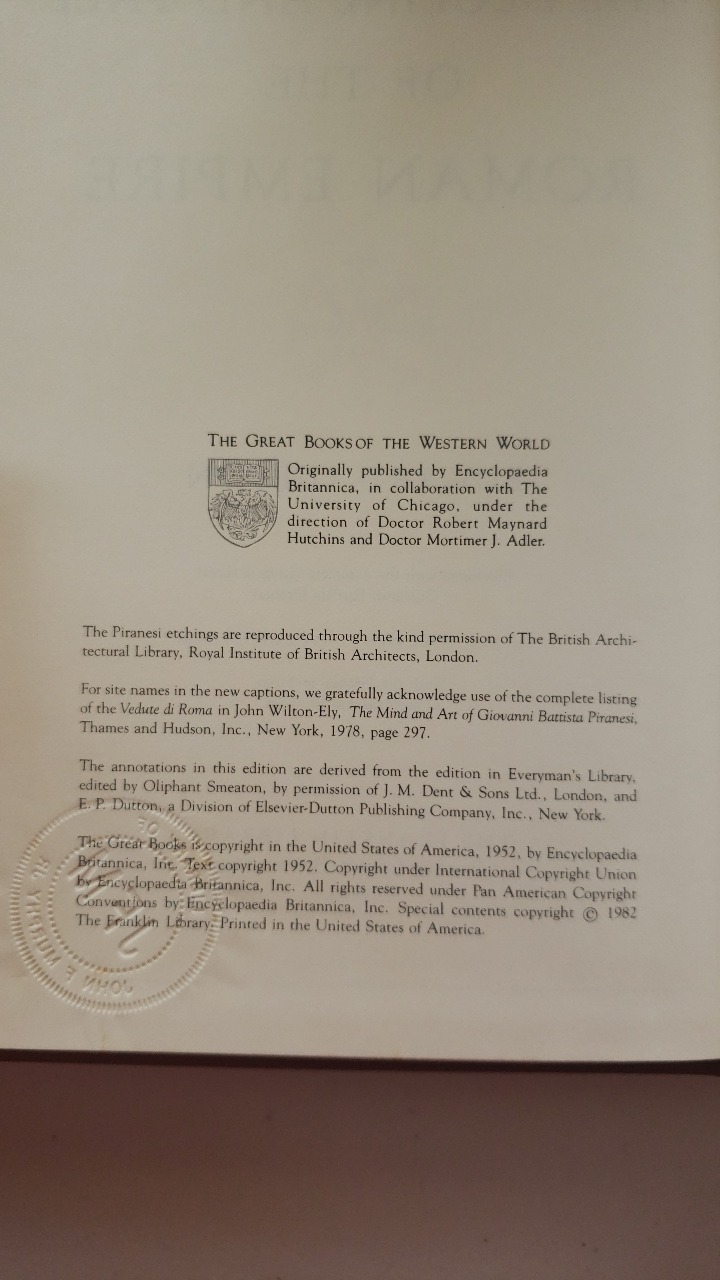 OF THE
ROMAN EMPIRE
THE GREAT BOOKS OF THE WESTERN WORLD
Originally published by Encyclopaedia
Britannica, in collaboration with The
University of Chicago, under the
direction of Doctor Robert Maynard
Hutchins and Doctor Mortimer J. Adler.
The Piranesi etchings are reproduced through the kind permission of The British Archi-
tectural Library, Royal Institute of British Architects, London.
For site names in the new captions, we gratefully acknowledge use of the complete listing
of the Vedute di Roma in John Wilton-Ely, The Mind and Art of Giovanni Battista Piranesi,
Thames and Hudson, Inc., New York, 1978, page 297.
The annotations in this edition are derived from the edition in Everyman's Library,
edited by Oliphant Smeaton, by permission of J. M. Dent & Sons Ltd., London, and
E. P. Dutton, a Division of Elsevier-Dutton Publishing Company, Inc., New York.
The Great Books is copyright in the United States of America, 1952, by Encyclopaedia
Britannica, Inc. Text copyright 1952. Copyright under International Copyright Union
by Encyclopaedia Britannica, Inc. All rights reserved under Pan American Copyright
Conventions by Encyclopaedia Britannica, Inc. Special contents copyright © 1982
The Franklin Library. Printed in the United States of America.
JOHN F